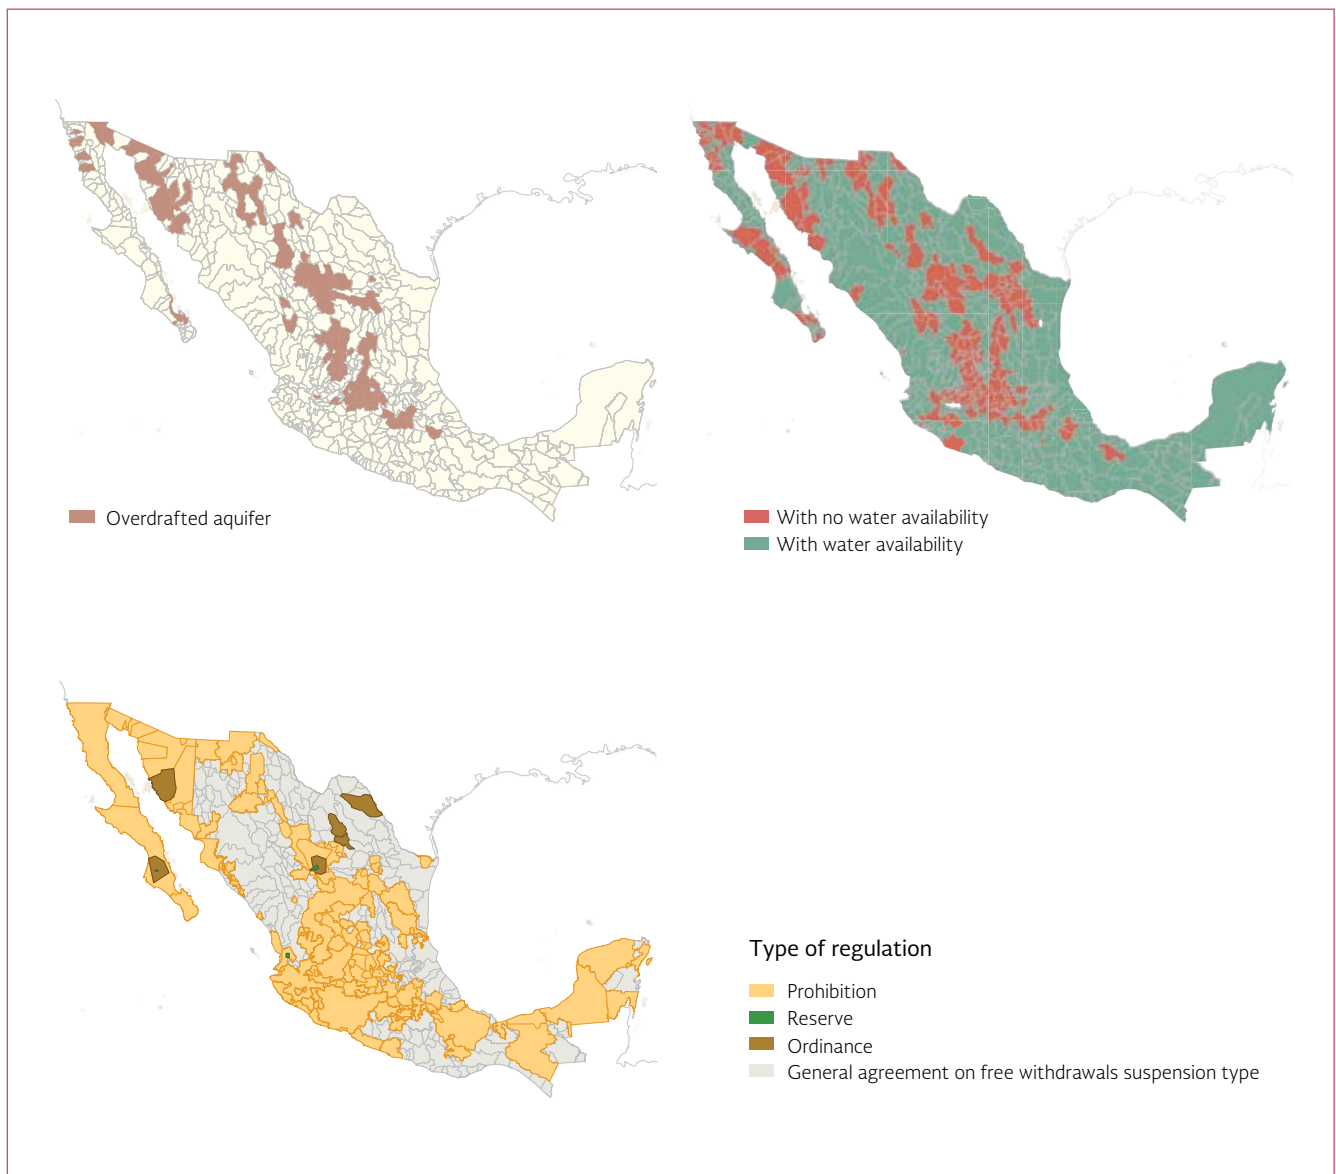 Overdrafted aquifer
With no water availability
With water availability
Type of regulation
Prohibition
Reserve
Ordinance
General agreement on free withdrawals suspension type